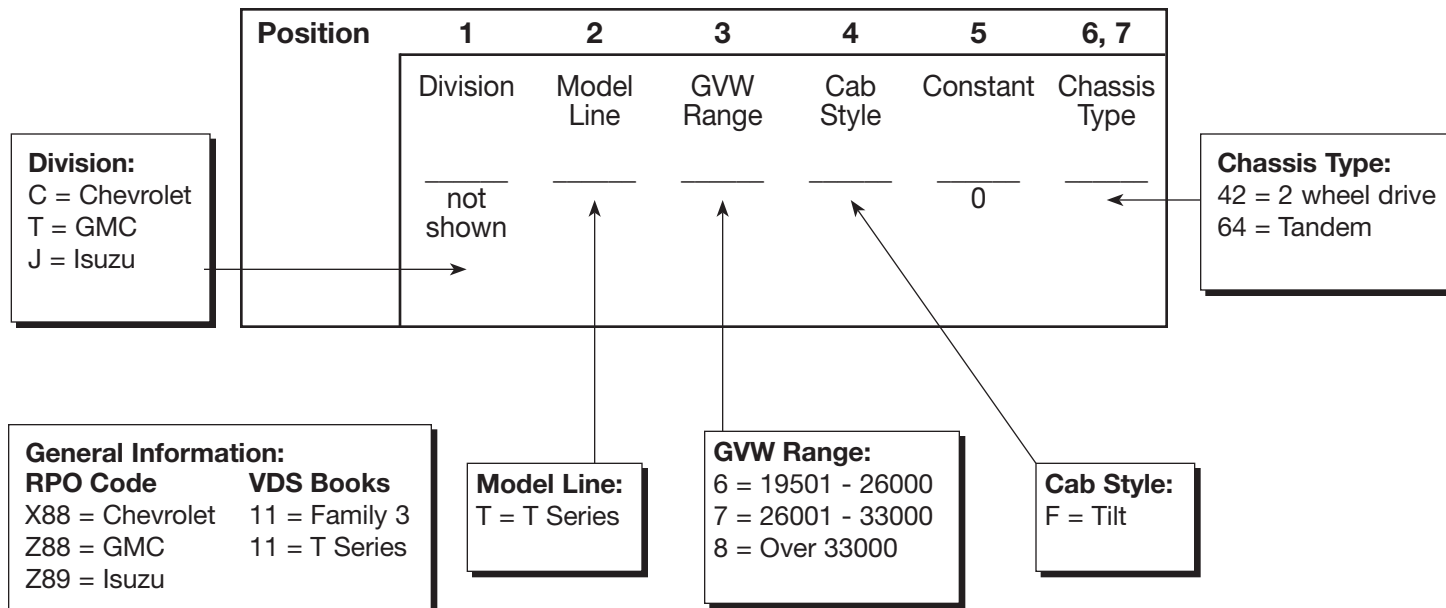 Position 1 2 3 4 5 6, 7
Division Model GVW Cab Constant Chassis
Line Range Style Type
not 0
shown
Division:
C = Chevrolet
T = GMC
J = Isuzu
Chassis Type:
42 = 2 wheel drive
64 = Tandem
General Information:
RPO Code VDS Books
X88 = Chevrolet 11 = Family 3
Z88 = GMC 11 = T Series
Z89 = Isuzu
Model Line:
T = T Series
GVW Range:
6 = 19501 - 26000
7 = 26001 - 33000
8 = Over 33000
Cab Style:
F = Tilt